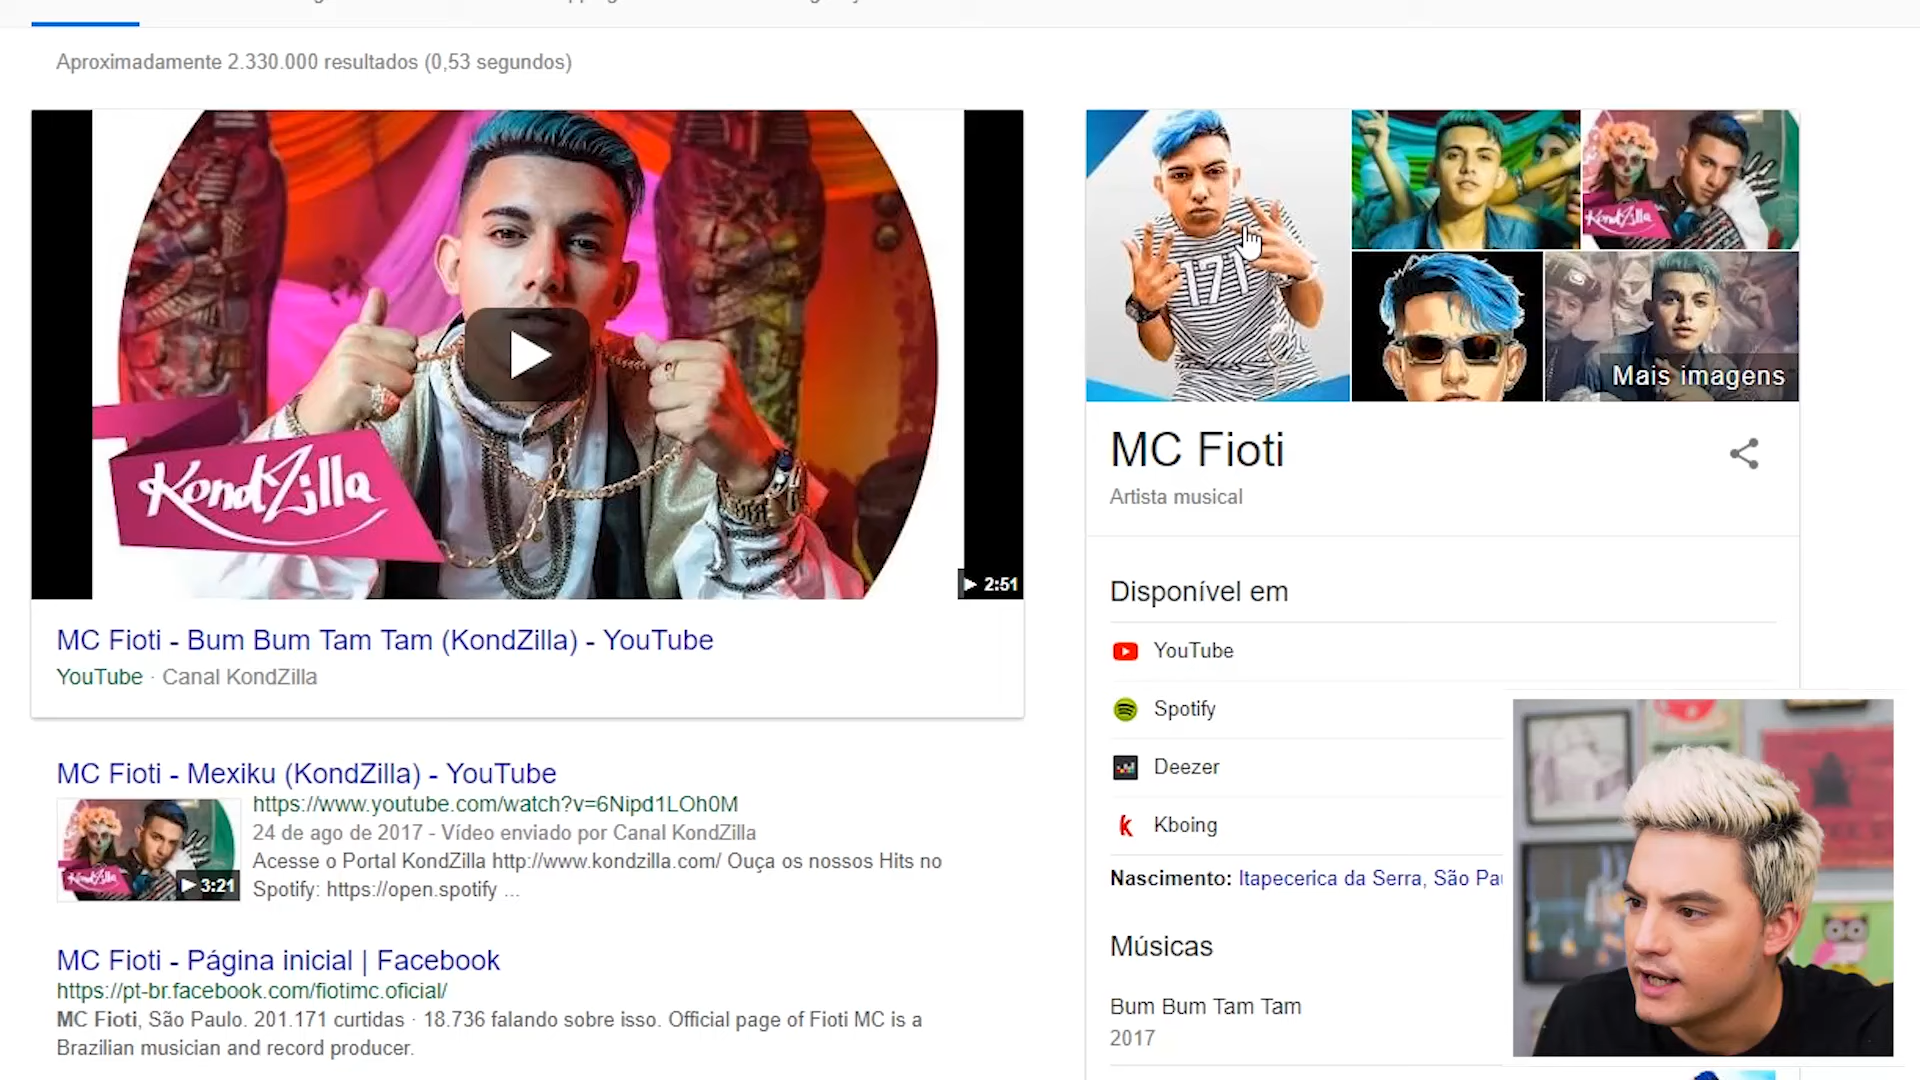 Aproximadamente 2.330.000 resultados (0,53 segundos)
KondZilla
2:51
MC Fioti - Bum Bum Tam Tam (KondZilla) - YouTube
YouTube · Canal KondZilla
MC Fioti - Mexiku (KondZilla) - YouTube
https://www.youtube.com/watch?v=6Nipd1LOh0M
24 de ago de 2017 - Vídeo enviado por Canal KondZilla
Acesse o Portal KondZilla http://www.kondzilla.com/ Ouça os nossos Hits no
Spotify: https://open.spotify ...
KondZilla
3:21
MC Fioti - Página inicial | Facebook
https://pt-br.facebook.com/fiotimc.oficial/
MC Fioti, São Paulo. 201.171 curtidas · 18.736 falando sobre isso. Official page of Fioti MC is a
Brazilian musician and record producer.
171
KondZilla
Mais imagens
MC Fioti
Artista musical
Disponível em
YouTube
Spotify
Deezer
Kboing
Nascimento: Itapecerica da Serra, São
Músicas
Bum Bum Tam Tam
2017